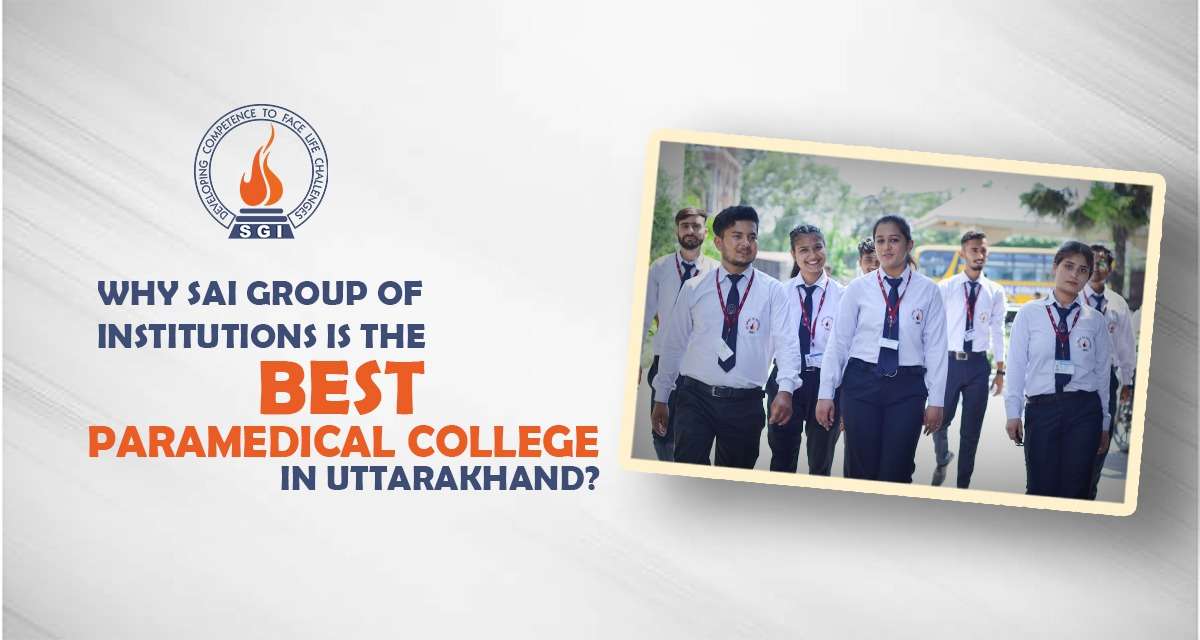 DEVELOPING COMPETENCE TO FACE LIFE CHALLENGES
SGI
WHY SAI GROUP OF
INSTITUTIONS IS THE
BEST
PARAMEDICAL COLLEGE
IN UTTARAKHAND?